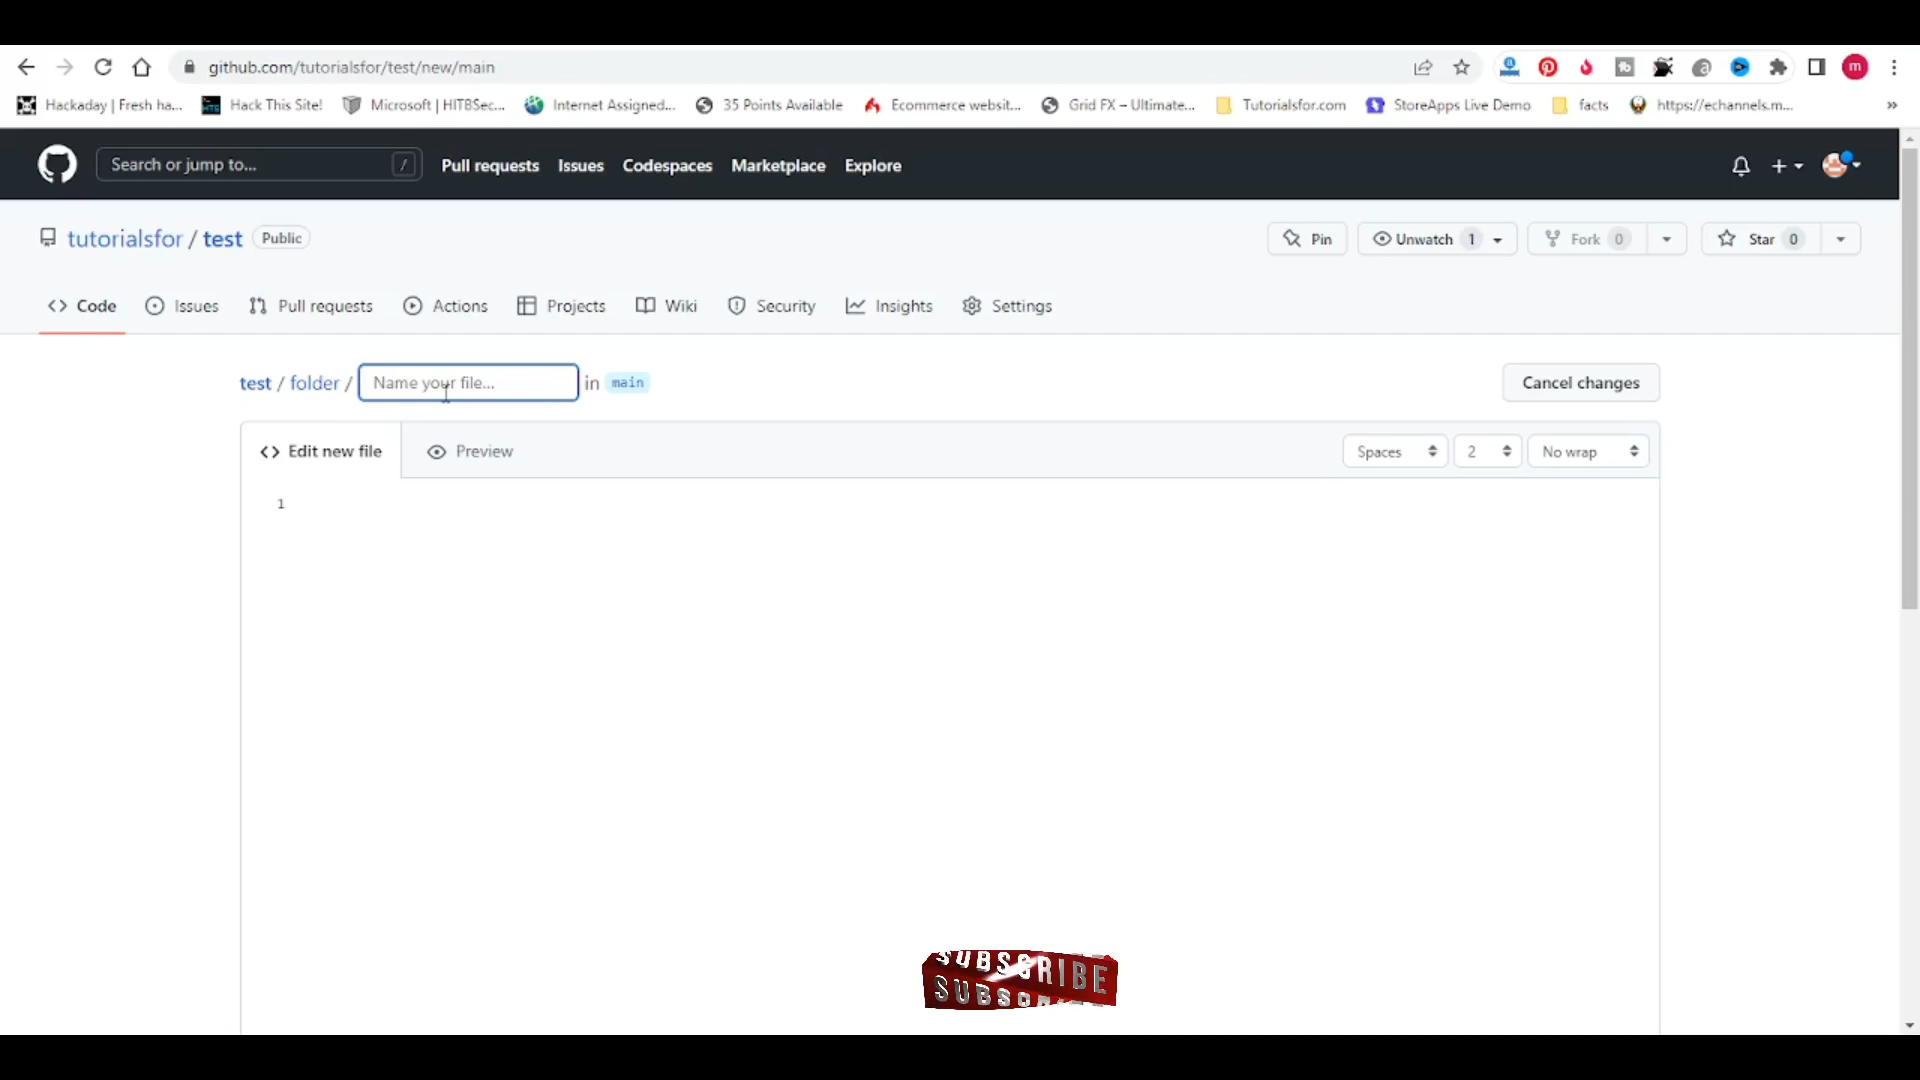 github.com/tutorialsfor/test/new/main
Hackaday | Fresh ha...
Hack This Site!
Microsoft | HITBSec...
Internet Assigned...
35 Points Available
Ecommerce websit...
Grid FX – Ultimate...
Tutorialsfor.com
StoreApps Live Demo
facts
https://echannels.m...
»
m
Search or jump to... /
Pull requests
Issues
Codespaces
Marketplace
Explore
tutorialsfor / test
Public
Pin
Unwatch 1
Fork 0
Star 0
Code
Issues
Pull requests
Actions
Projects
Wiki
Security
Insights
Settings
test / folder / Name your file... in main
Cancel changes
Edit new file
Preview
Spaces
2
No wrap
1
SUBSCRIBE